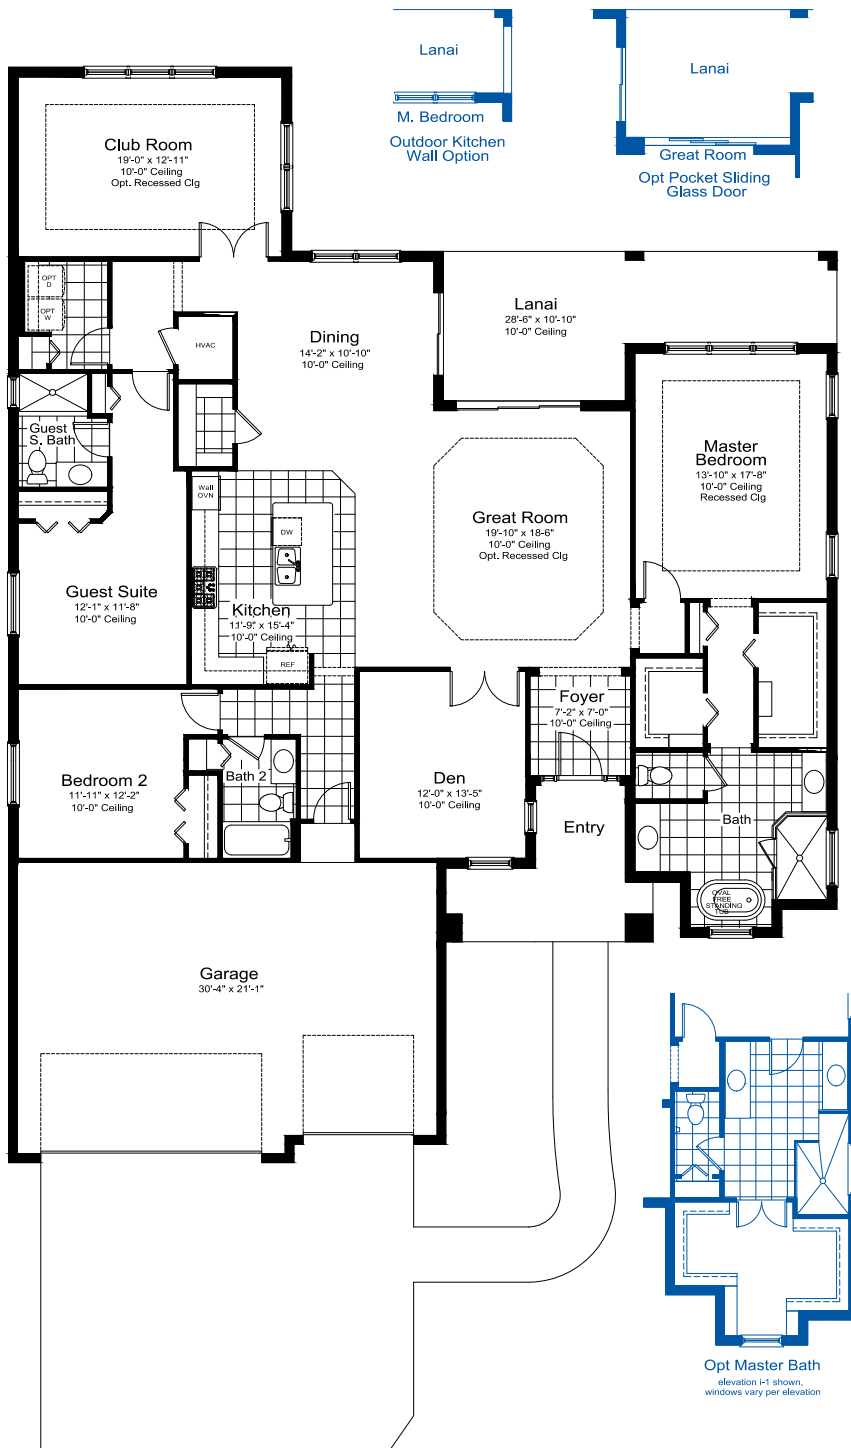 Lanai
M. Bedroom
Outdoor Kitchen
Wall Option
Lanai
Great Room
Opt Pocket Sliding
Glass Door
Club Room
19'-0" x 12'-11"
10'-0" Ceiling
Opt. Recessed Clg
OPT
D
OPT
W
HVAC
Dining
14'-2" x 10'-10"
10'-0" Ceiling
Lanai
28'-6" x 10'-10"
10'-0" Ceiling
Guest
S. Bath
Master
Bedroom
13'-10" x 17'-8"
10'-0" Ceiling
Recessed Clg
Wall
OVN
DW
Great Room
19'-10" x 18'-6"
10'-0" Ceiling
Opt. Recessed Clg
Guest Suite
12'-1" x 11'-8"
10'-0" Ceiling
Kitchen
11'-9" x 15'-4"
10'-0" Ceiling
REF
Foyer
7'-2" x 7'-0"
10'-0" Ceiling
Bedroom 2
11'-11" x 12'-2"
10'-0" Ceiling
Bath 2
Den
12'-0" x 13'-5"
10'-0" Ceiling
Entry
Bath
OVAL
FREE
STANDING
TUB
Garage
30'-4" x 21'-1"
Opt Master Bath
elevation i-1 shown,
windows vary per elevation